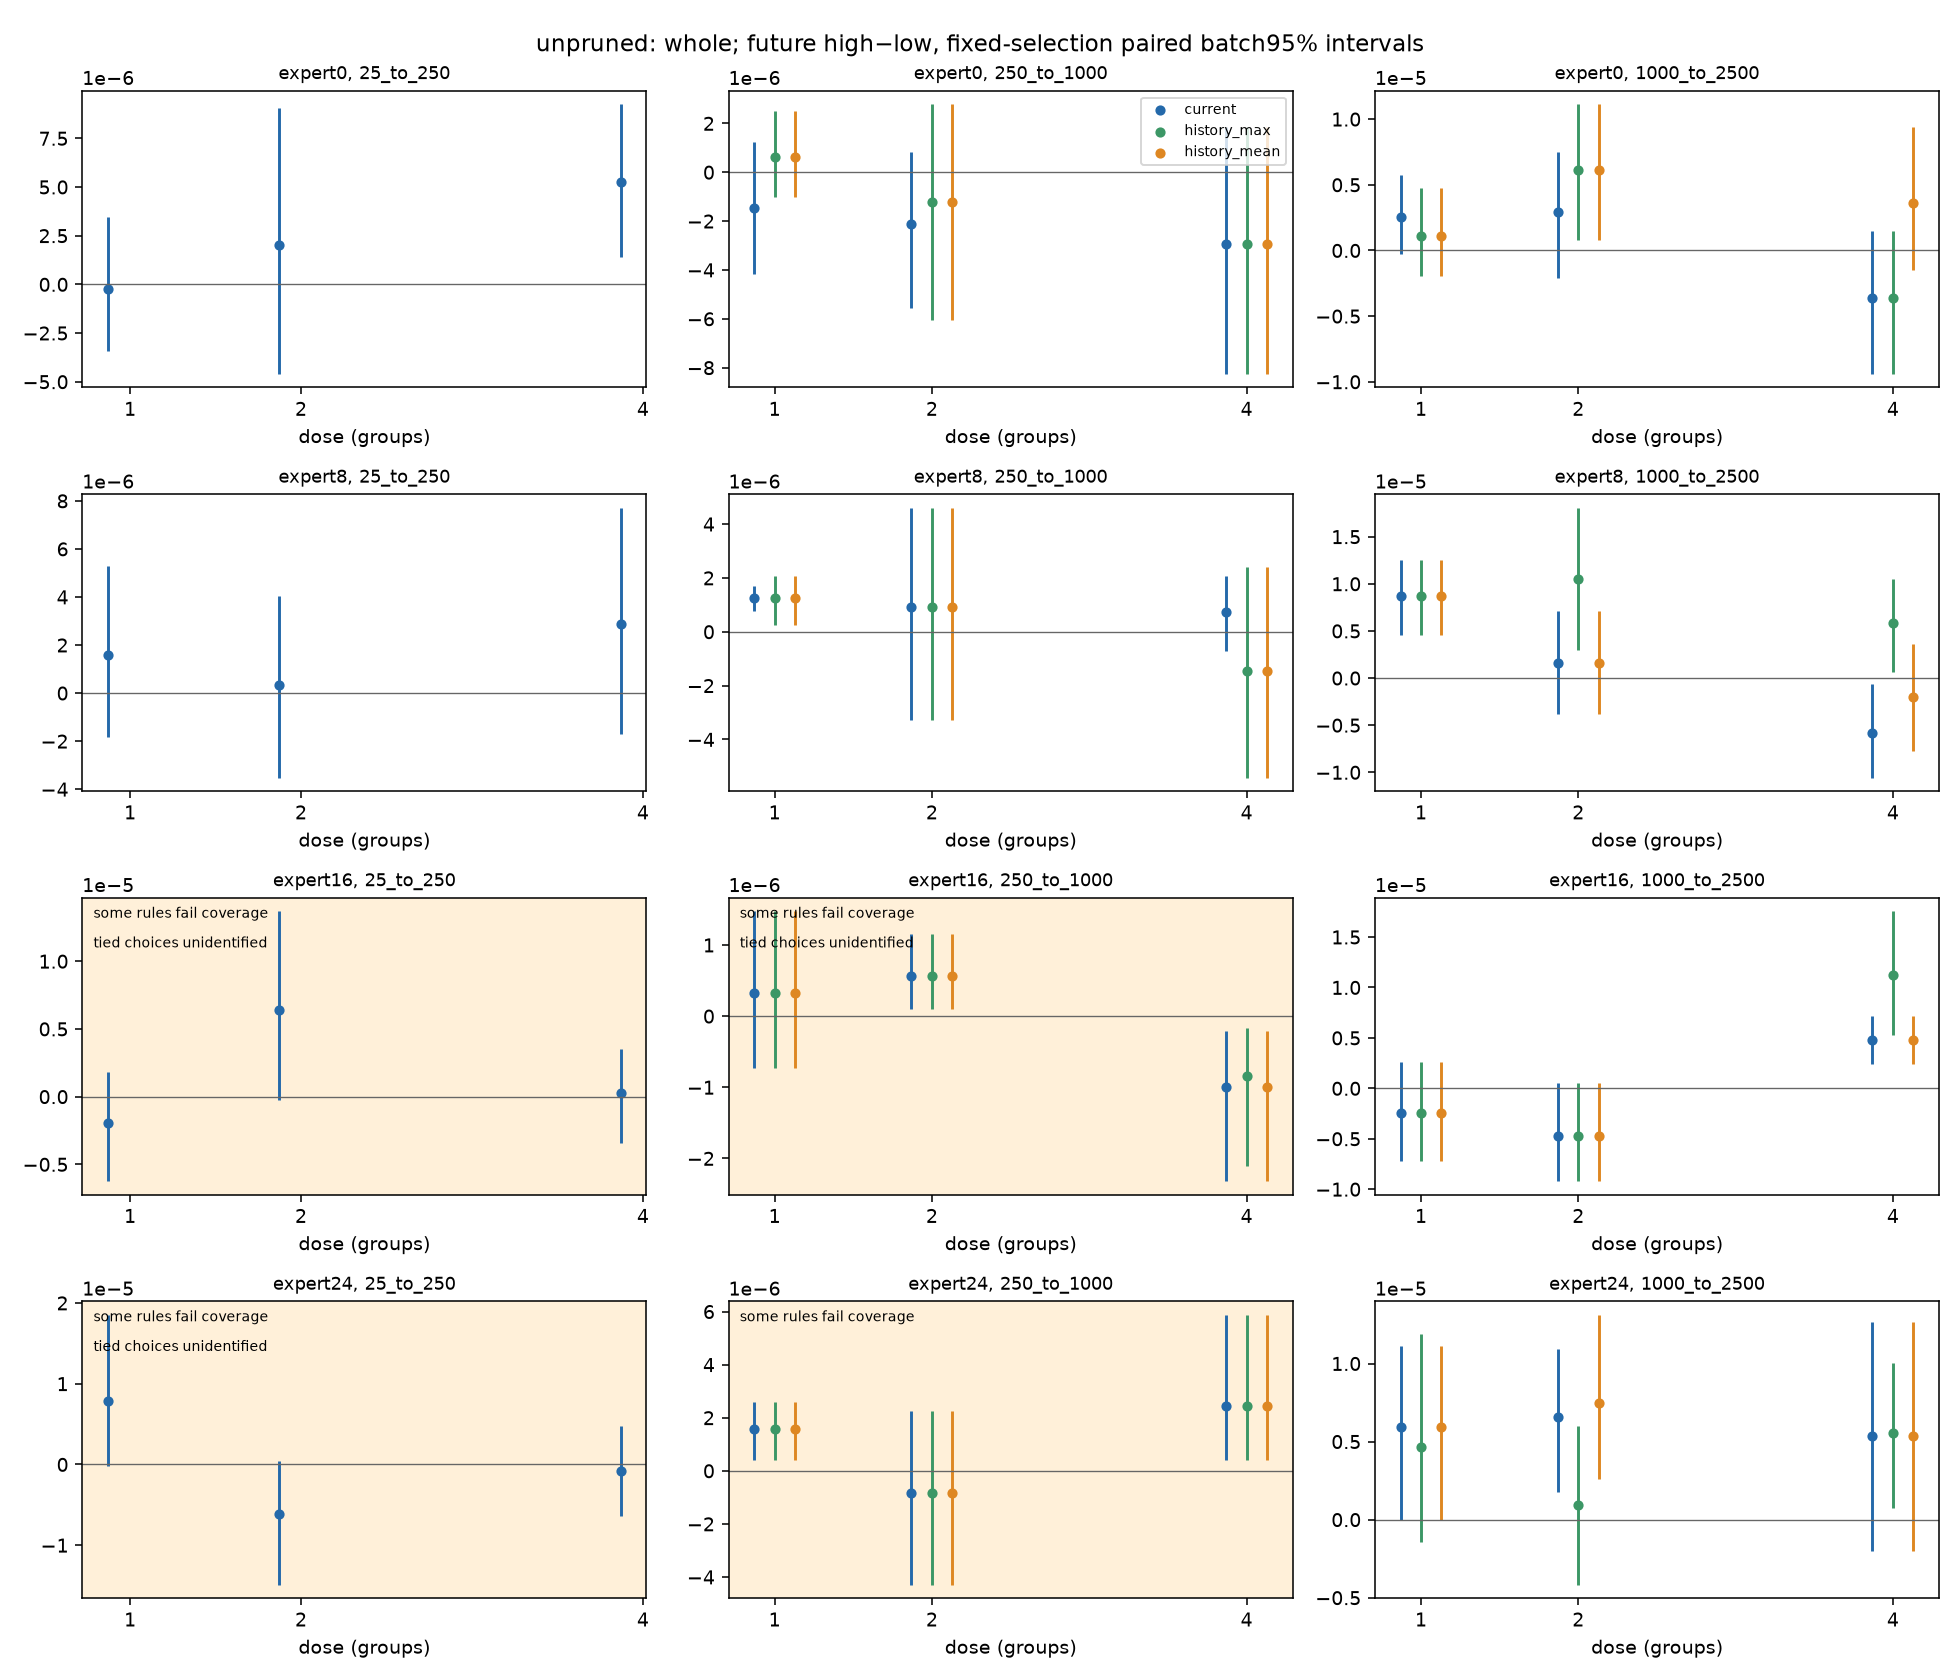 unpruned: whole; future high−low, fixed-selection paired batch95% intervals
expert0, 25_to_250
1e−6
7.5
5.0
2.5
0.0
−2.5
−5.0
1 2 4
dose (groups)
expert0, 250_to_1000
1e−6
current
history_max
history_mean
2
0
−2
−4
−6
−8
1 2 4
dose (groups)
expert0, 1000_to_2500
1e−5
1.0
0.5
0.0
−0.5
−1.0
1 2 4
dose (groups)
expert8, 25_to_250
1e−6
8
6
4
2
0
−2
−4
1 2 4
dose (groups)
expert8, 250_to_1000
1e−6
4
2
0
−2
−4
1 2 4
dose (groups)
expert8, 1000_to_2500
1e−5
1.5
1.0
0.5
0.0
−0.5
−1.0
1 2 4
dose (groups)
expert16, 25_to_250
1e−5
some rules fail coverage
tied choices unidentified
1.0
0.5
0.0
−0.5
1 2 4
dose (groups)
expert16, 250_to_1000
1e−6
some rules fail coverage
tied choices unidentified
1
0
−1
−2
1 2 4
dose (groups)
expert16, 1000_to_2500
1e−5
1.5
1.0
0.5
0.0
−0.5
−1.0
1 2 4
dose (groups)
expert24, 25_to_250
1e−5
some rules fail coverage
tied choices unidentified
2
1
0
−1
1 2 4
dose (groups)
expert24, 250_to_1000
1e−6
some rules fail coverage
6
4
2
0
−2
−4
1 2 4
dose (groups)
expert24, 1000_to_2500
1e−5
1.0
0.5
0.0
−0.5
1 2 4
dose (groups)